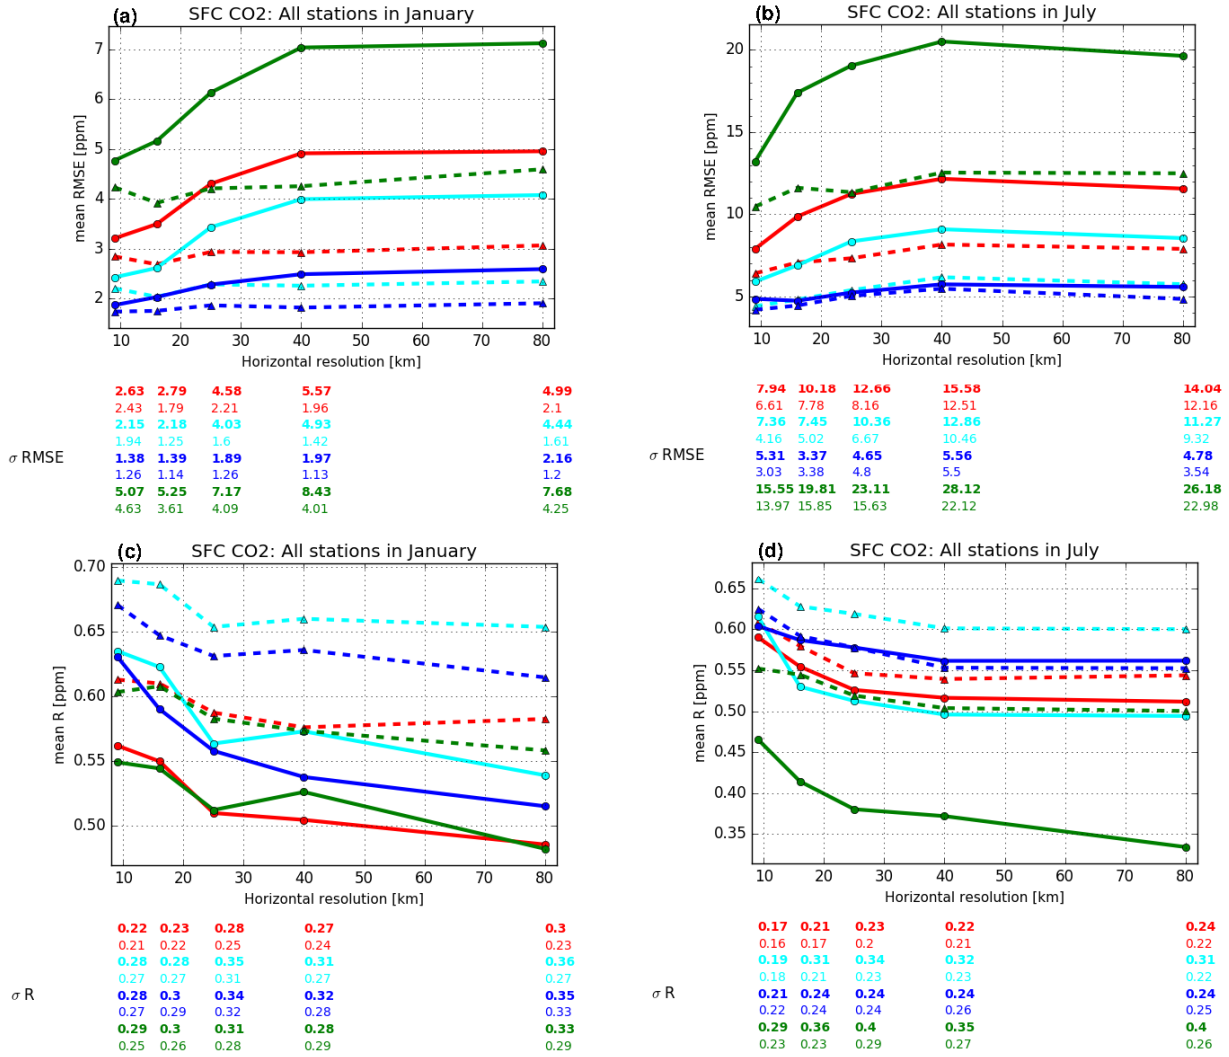 (a) SFC CO2: All stations in January
mean RMSE [ppm]
7
6
5
4
3
2
10 20 30 40 50 60 70 80
Horizontal resolution [km]
2.63 2.79 4.58 5.57 4.99
2.43 1.79 2.21 1.96 2.1
2.15 2.18 4.03 4.93 4.44
1.94 1.25 1.6 1.42 1.61
σ RMSE
1.38 1.39 1.89 1.97 2.16
1.26 1.14 1.26 1.13 1.2
5.07 5.25 7.17 8.43 7.68
4.63 3.61 4.09 4.01 4.25
(b) SFC CO2: All stations in July
mean RMSE [ppm]
20
15
10
5
10 20 30 40 50 60 70 80
Horizontal resolution [km]
7.94 10.18 12.66 15.58 14.04
6.61 7.78 8.16 12.51 12.16
7.36 7.45 10.36 12.86 11.27
4.16 5.02 6.67 10.46 9.32
σ RMSE
5.31 3.37 4.65 5.56 4.78
3.03 3.38 4.8 5.5 3.54
15.55 19.81 23.11 28.12 26.18
13.97 15.85 15.63 22.12 22.98
(c) SFC CO2: All stations in January
mean R [ppm]
0.70
0.65
0.60
0.55
0.50
10 20 30 40 50 60 70 80
Horizontal resolution [km]
0.22 0.23 0.28 0.27 0.3
0.21 0.22 0.25 0.24 0.23
0.28 0.28 0.35 0.31 0.36
0.27 0.27 0.31 0.27 0.27
σ R
0.28 0.3 0.34 0.32 0.35
0.27 0.29 0.32 0.28 0.33
0.29 0.3 0.31 0.28 0.33
0.25 0.26 0.28 0.29 0.29
(d) SFC CO2: All stations in July
mean R [ppm]
0.65
0.60
0.55
0.50
0.45
0.40
0.35
10 20 30 40 50 60 70 80
Horizontal resolution [km]
0.17 0.21 0.23 0.22 0.24
0.16 0.17 0.2 0.21 0.22
0.19 0.31 0.34 0.32 0.31
0.18 0.21 0.23 0.23 0.22
σ R
0.21 0.24 0.24 0.24 0.24
0.22 0.24 0.24 0.26 0.25
0.29 0.36 0.4 0.35 0.4
0.23 0.23 0.29 0.27 0.26